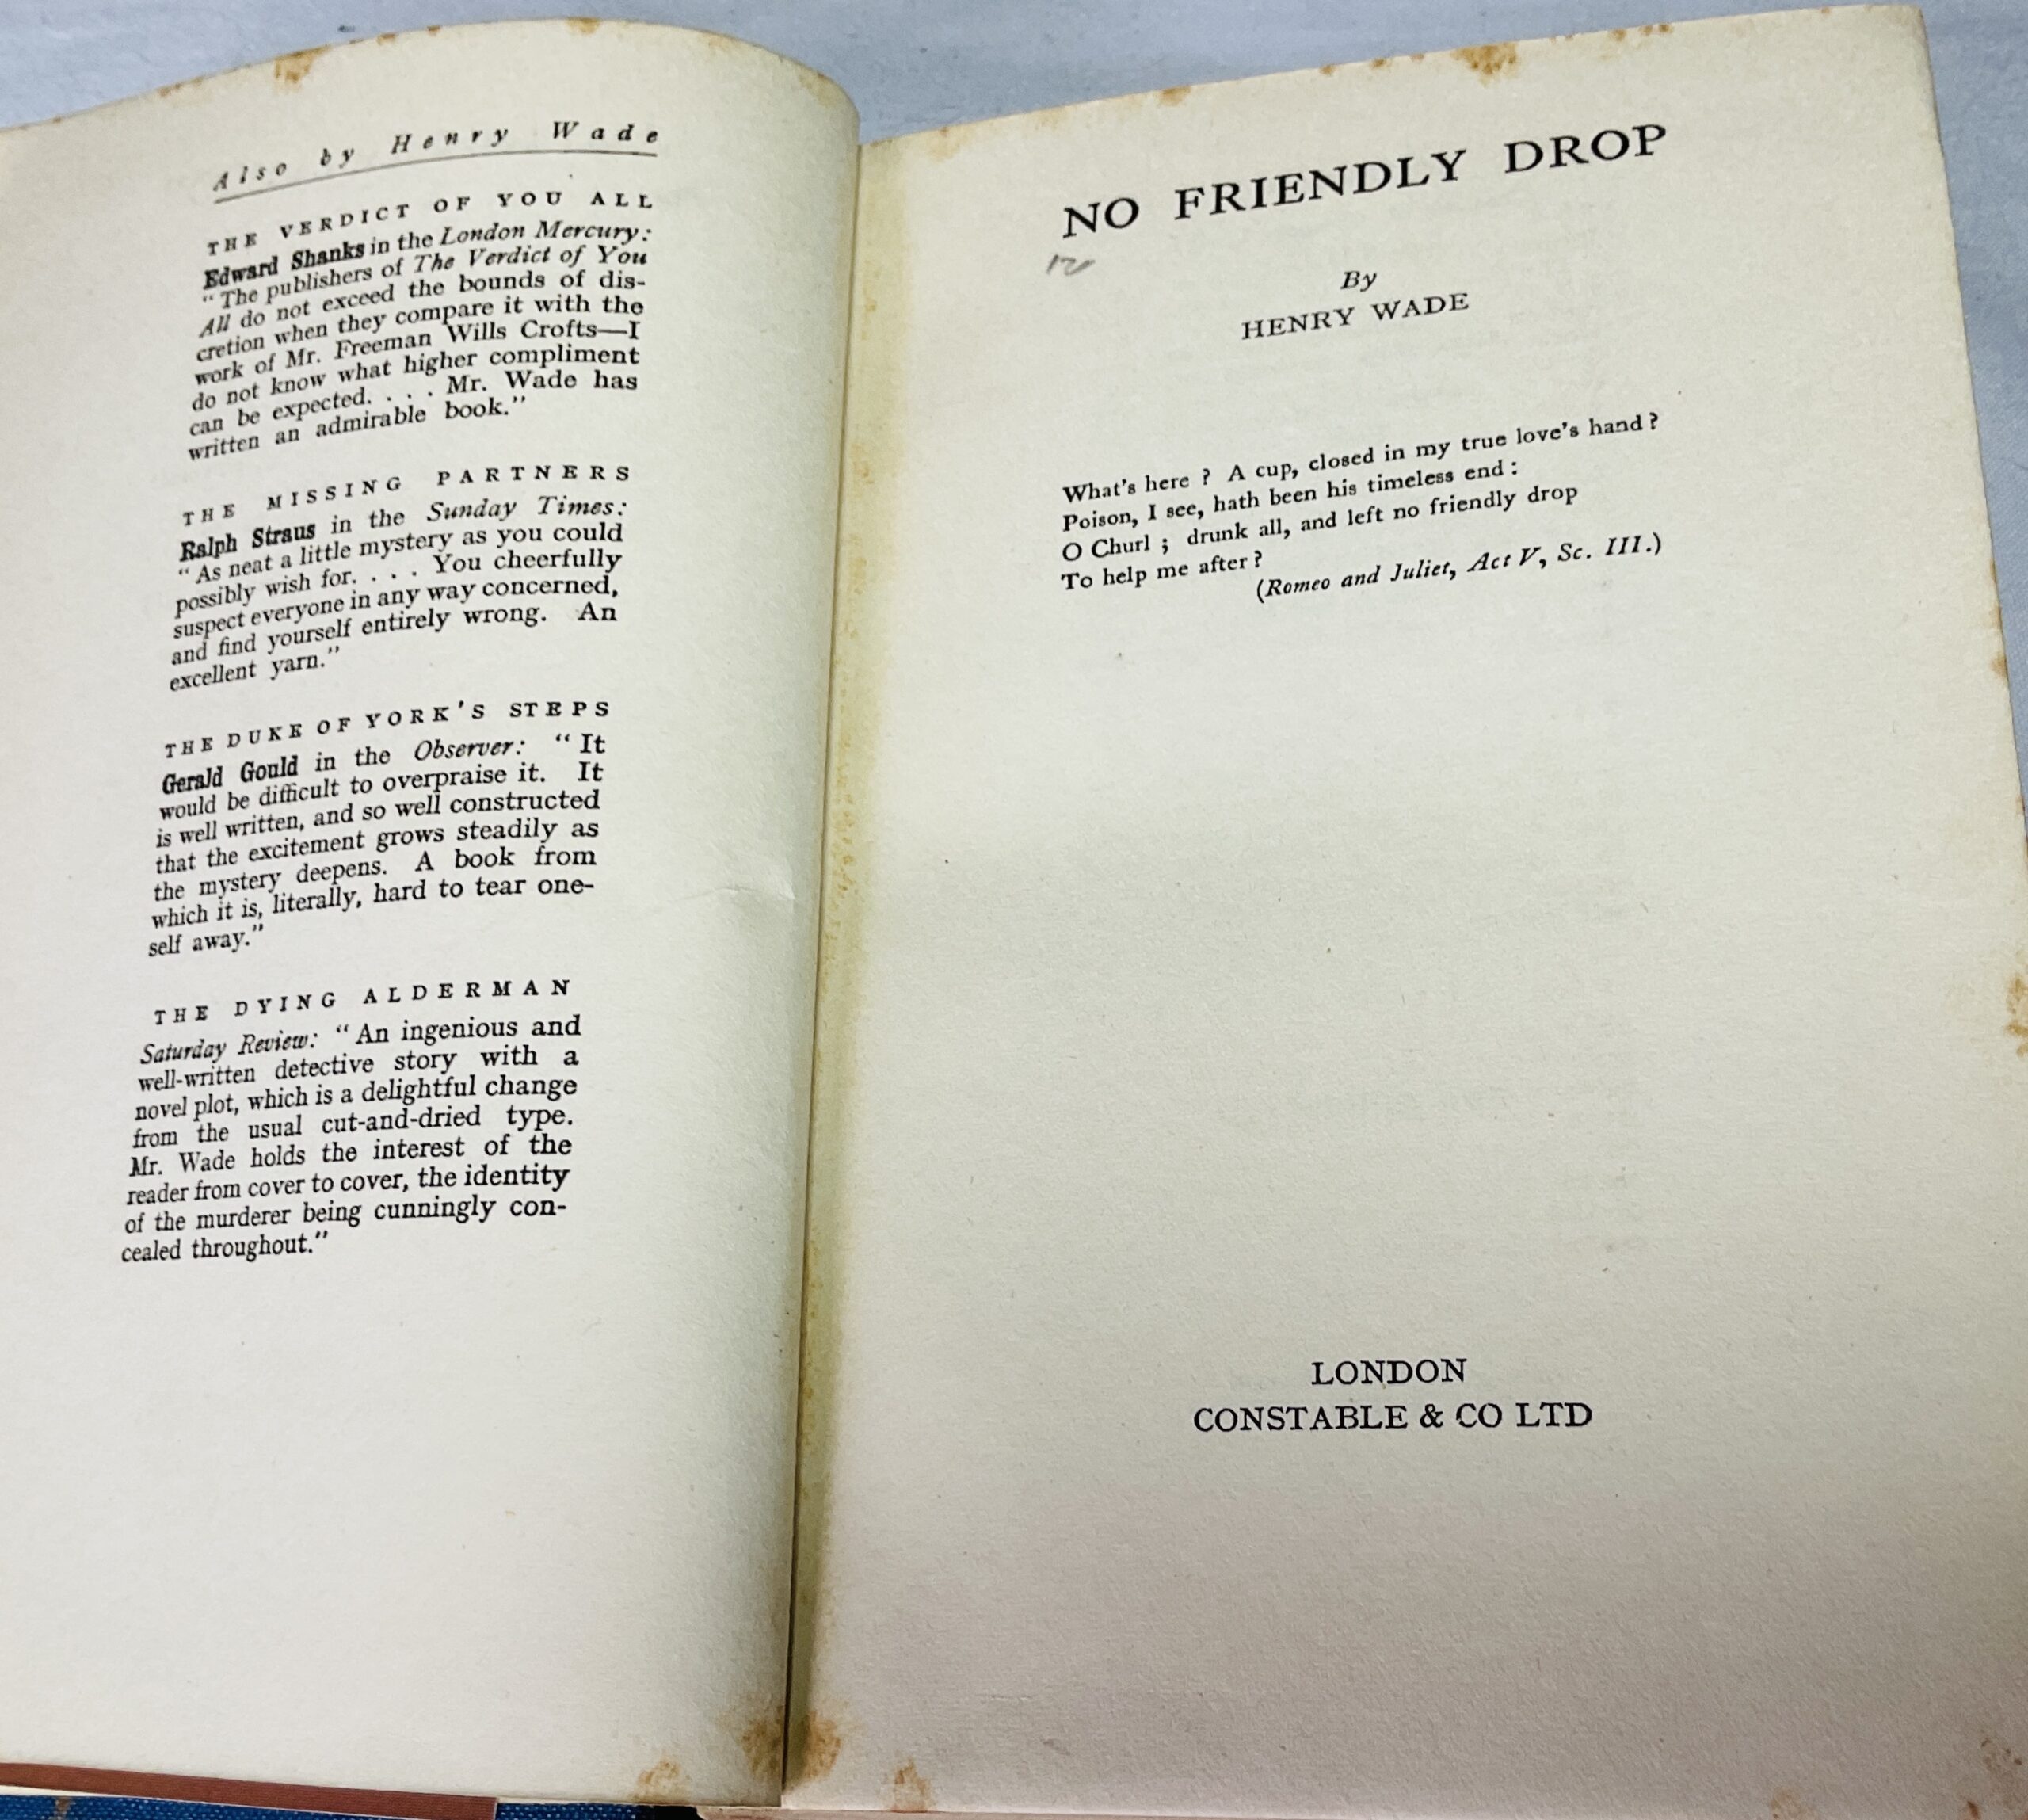 Also by Henry Wade
THE VERDICT OF YOU ALL
Edward Shanks in the London Mercury:
“The publishers of The Verdict of You
All do not exceed the bounds of dis-
cretion when they compare it with the
work of Mr. Freeman Wills Crofts—I
do not know what higher compliment
can be expected. . . . Mr. Wade has
written an admirable book.”
THE MISSING PARTNERS
Ralph Straus in the Sunday Times:
“As neat a little mystery as you could
possibly wish for. . . . You cheerfully
suspect everyone in any way concerned,
and find yourself entirely wrong. An
excellent yarn.”
THE DUKE OF YORK'S STEPS
Gerald Gould in the Observer: “It
would be difficult to overpraise it. It
is well written, and so well constructed
that the excitement grows steadily as
the mystery deepens. A book from
which it is, literally, hard to tear one-
self away.”
THE DYING ALDERMAN
Saturday Review: “An ingenious and
well-written detective story with a
novel plot, which is a delightful change
from the usual cut-and-dried type.
Mr. Wade holds the interest of the
reader from cover to cover, the identity
of the murderer being cunningly con-
cealed throughout.”
NO FRIENDLY DROP
By
HENRY WADE
What's here ? A cup, closed in my true love's hand ?
Poison, I see, hath been his timeless end :
O Churl ; drunk all, and left no friendly drop
To help me after ?
(Romeo and Juliet, Act V, Sc. III.)
LONDON
CONSTABLE & CO LTD